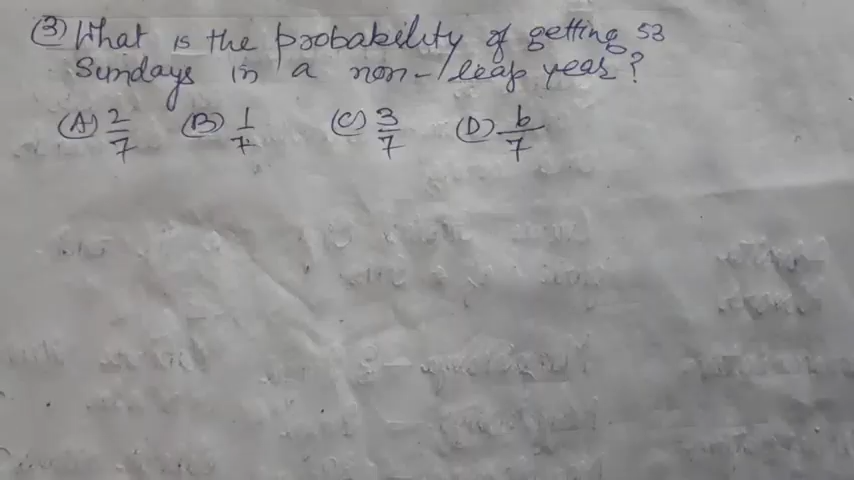 (3) What is the probability of getting 53
Sundays in a non-leap year?
(A) 2/7 (B) 1/7 (C) 3/7 (D) 6/7